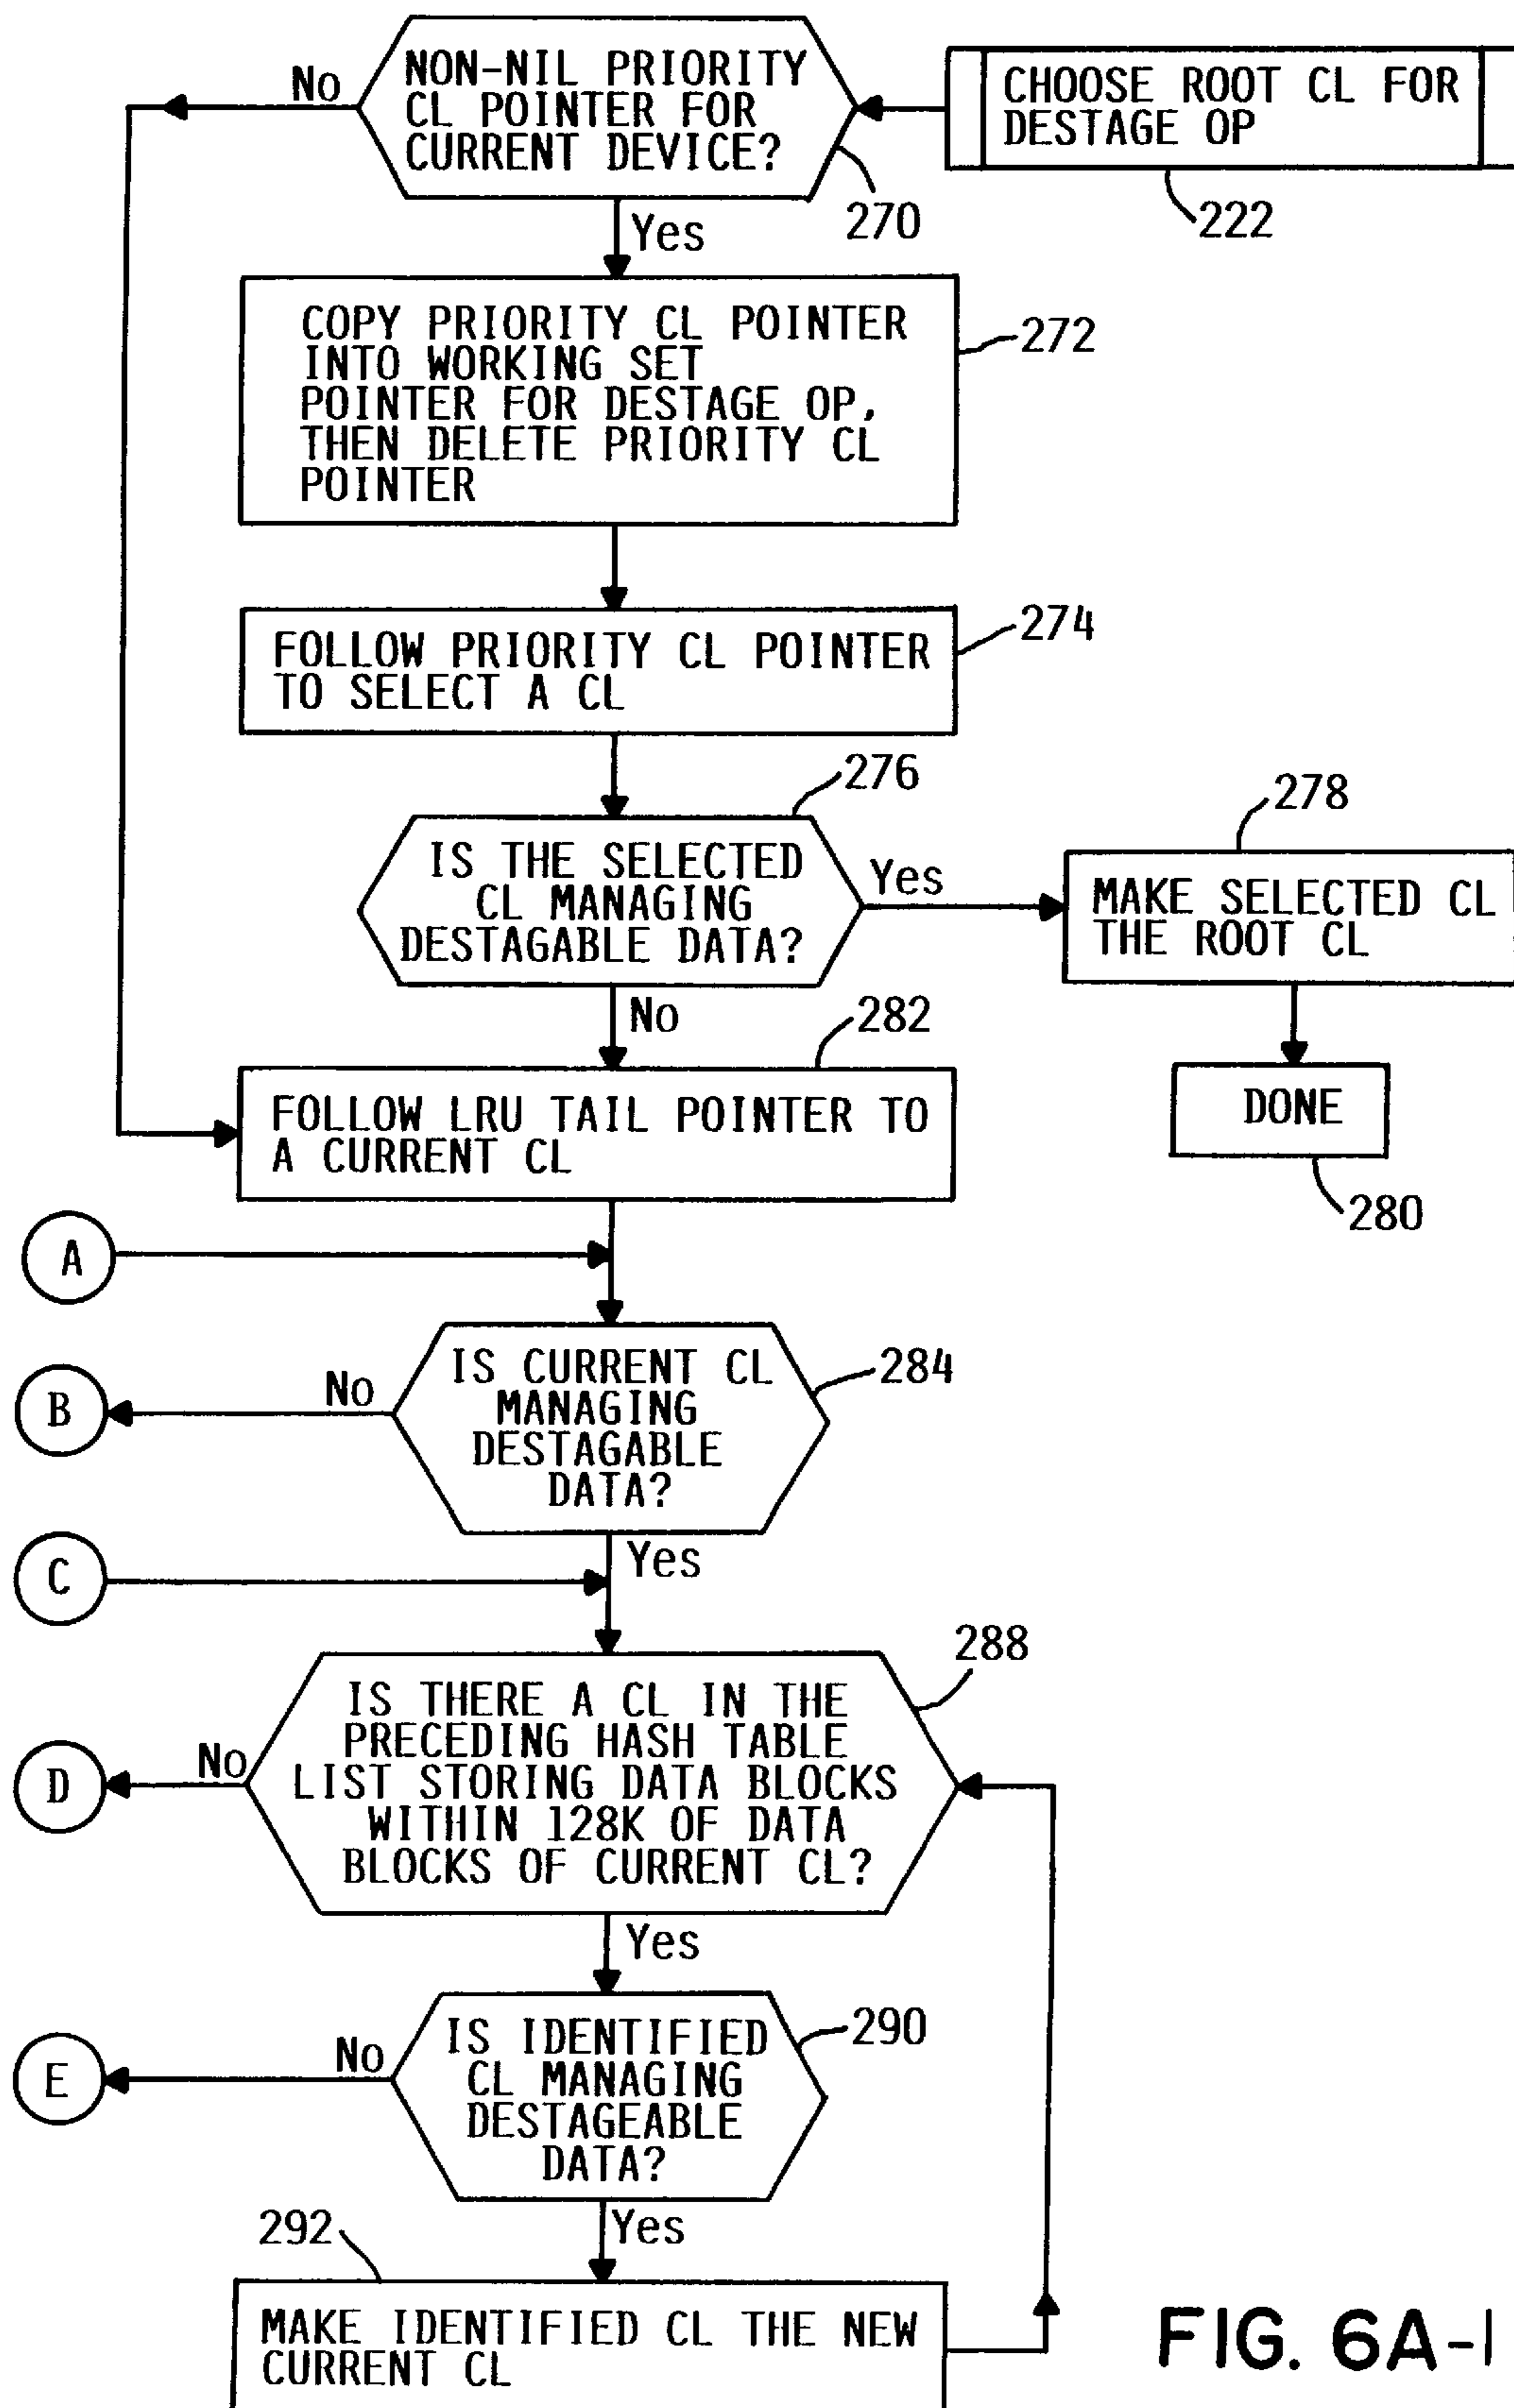 No
NON-NIL PRIORITY
CL POINTER FOR
CURRENT DEVICE?
270
CHOOSE ROOT CL FOR
DESTAGE OP
222
Yes
COPY PRIORITY CL POINTER
INTO WORKING SET
POINTER FOR DESTAGE OP,
THEN DELETE PRIORITY CL
POINTER
272
FOLLOW PRIORITY CL POINTER
TO SELECT A CL
274
276
IS THE SELECTED
CL MANAGING
DESTAGABLE DATA?
Yes
278
MAKE SELECTED CL
THE ROOT CL
No
282
FOLLOW LRU TAIL POINTER TO
A CURRENT CL
DONE
280
A
B
No
IS CURRENT CL
MANAGING
DESTAGABLE
DATA?
284
C
Yes
288
IS THERE A CL IN THE
PRECEDING HASH TABLE
LIST STORING DATA BLOCKS
WITHIN 128K OF DATA
BLOCKS OF CURRENT CL?
D
No
Yes
E
No
IS IDENTIFIED
CL MANAGING
DESTAGEABLE
DATA?
290
Yes
292
MAKE IDENTIFIED CL THE NEW
CURRENT CL
FIG. 6A-1